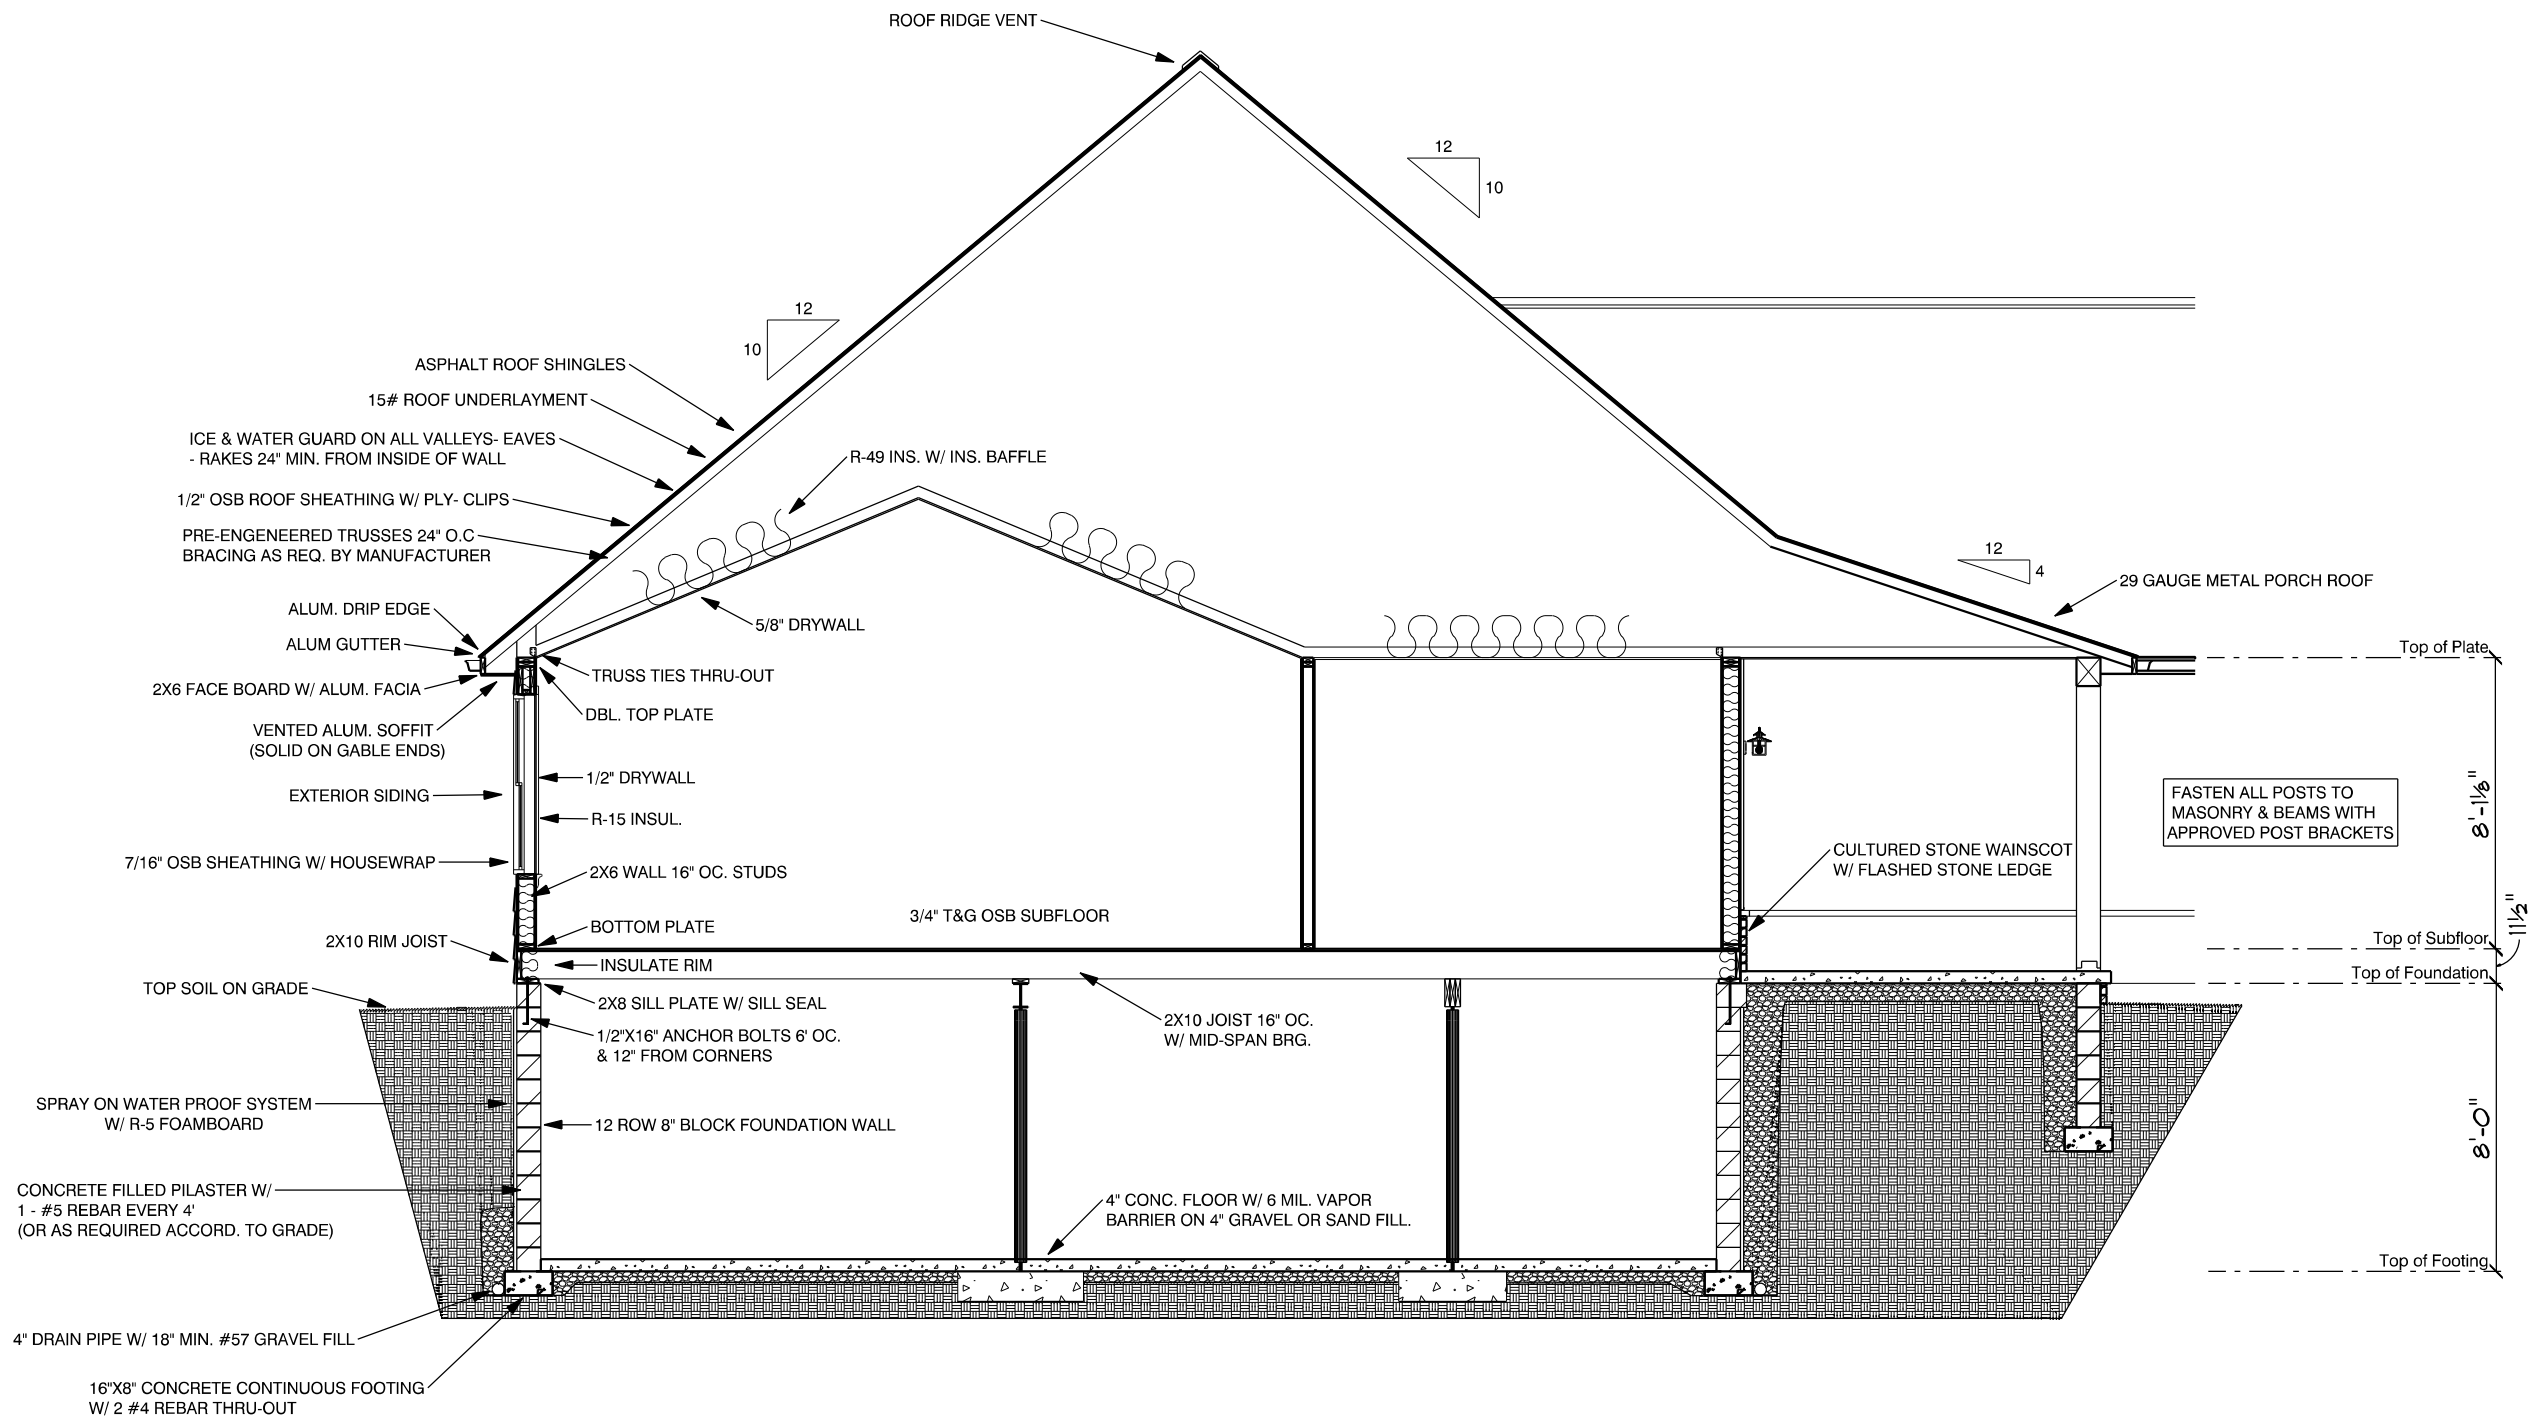 ROOF RIDGE VENT
12
10
12
10
ASPHALT ROOF SHINGLES
15# ROOF UNDERLAYMENT
ICE & WATER GUARD ON ALL VALLEYS- EAVES
- RAKES 24" MIN. FROM INSIDE OF WALL
1/2" OSB ROOF SHEATHING W/ PLY- CLIPS
PRE-ENGENEERED TRUSSES 24" O.C
BRACING AS REQ. BY MANUFACTURER
R-49 INS. W/ INS. BAFFLE
12
4
29 GAUGE METAL PORCH ROOF
ALUM. DRIP EDGE
ALUM GUTTER
5/8" DRYWALL
2X6 FACE BOARD W/ ALUM. FACIA
VENTED ALUM. SOFFIT
(SOLID ON GABLE ENDS)
TRUSS TIES THRU-OUT
DBL. TOP PLATE
Top of Plate
EXTERIOR SIDING
1/2" DRYWALL
R-15 INSUL.
7/16" OSB SHEATHING W/ HOUSEWRAP
2X6 WALL 16" OC. STUDS
FASTEN ALL POSTS TO
MASONRY & BEAMS WITH
APPROVED POST BRACKETS
8'-1 1/8"
CULTURED STONE WAINSCOT
W/ FLASHED STONE LEDGE
3/4" T&G OSB SUBFLOOR
BOTTOM PLATE
2X10 RIM JOIST
INSULATE RIM
Top of Subfloor
11 1/2"
Top of Foundation
TOP SOIL ON GRADE
2X8 SILL PLATE W/ SILL SEAL
1/2"X16" ANCHOR BOLTS 6' OC.
& 12" FROM CORNERS
2X10 JOIST 16" OC.
W/ MID-SPAN BRG.
SPRAY ON WATER PROOF SYSTEM
W/ R-5 FOAMBOARD
12 ROW 8" BLOCK FOUNDATION WALL
8'-0"
CONCRETE FILLED PILASTER W/
1 - #5 REBAR EVERY 4'
(OR AS REQUIRED ACCORD. TO GRADE)
4" CONC. FLOOR W/ 6 MIL. VAPOR
BARRIER ON 4" GRAVEL OR SAND FILL.
Top of Footing
4" DRAIN PIPE W/ 18" MIN. #57 GRAVEL FILL
16"X8" CONCRETE CONTINUOUS FOOTING
W/ 2 #4 REBAR THRU-OUT